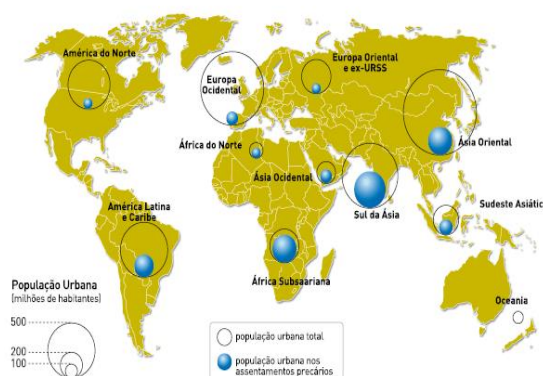 América do Norte
Europa Oriental
e ex-URSS
Europa
Ocidental
África do Norte
Ásia Oriental
Ásia Ocidental
América Latina
e Caribe
Sul da Ásia
Sudeste Asiátic
África Subsaariana
Oceania
População Urbana
(milhões de habitantes)
500
200
100
população urbana total
população urbana nos
assentamentos precários